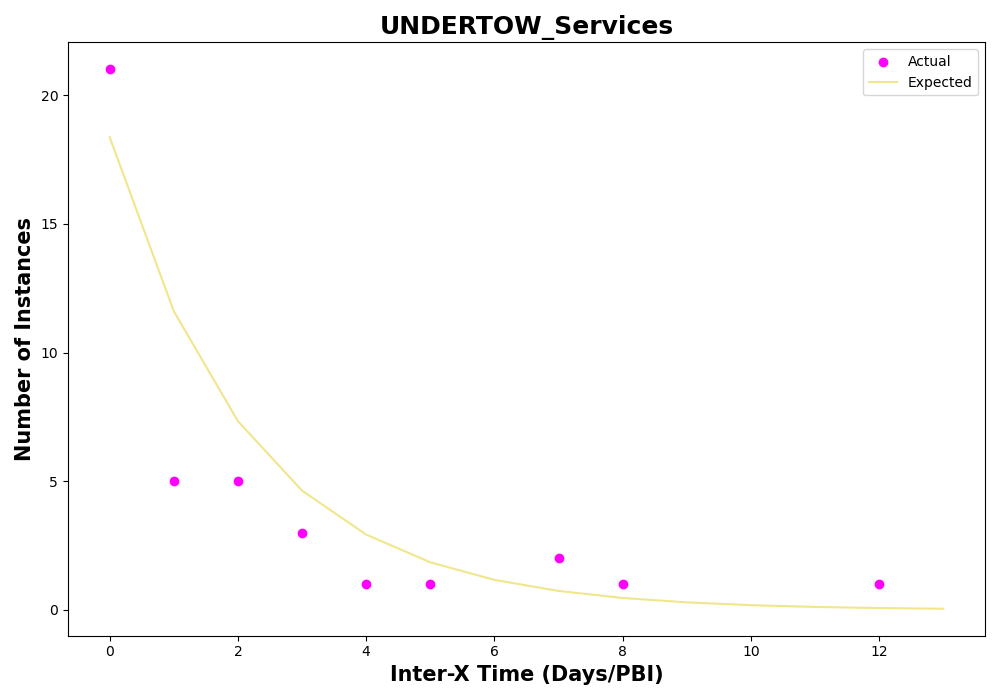 UNDERTOW_Services
Actual
Expected
Number of Instances
20
15
10
5
0
0 2 4 6 8 10 12
Inter-X Time (Days/PBI)